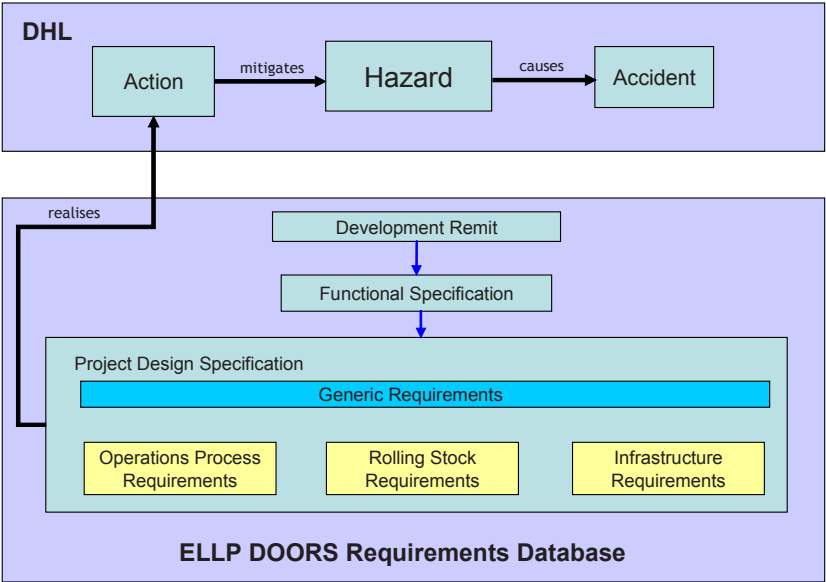 DHL
Action
mitigates
Hazard
causes
Accident
realises
Development Remit
Functional Specification
Project Design Specification
Generic Requirements
Operations Process
Requirements
Rolling Stock
Requirements
Infrastructure
Requirements
ELLP DOORS Requirements Database